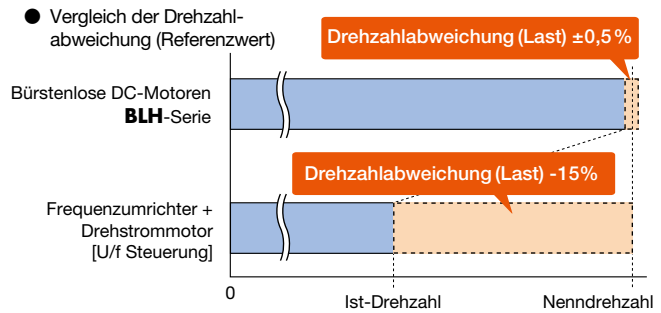 ● Vergleich der Drehzahl-
abweichung (Referenzwert)
Drehzahlabweichung (Last) ±0,5 %
Bürstenlose DC-Motoren
BLH-Serie
Drehzahlabweichung (Last) -15%
Frequenzumrichter +
Drehstrommotor
[U/f Steuerung]
0
Ist-Drehzahl
Nenndrehzahl